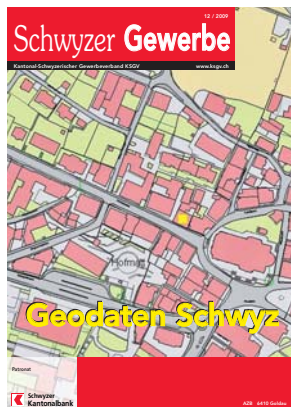 12 / 2009
Schwyzer Gewerbe
Kantonal-Schwyzerischer Gewerbeverband KSGV www.ksgv.ch
Hofmatt
Geodaten Schwyz
Patronat
Schwyzer
Kantonalbank
AZB 6410 Goldau